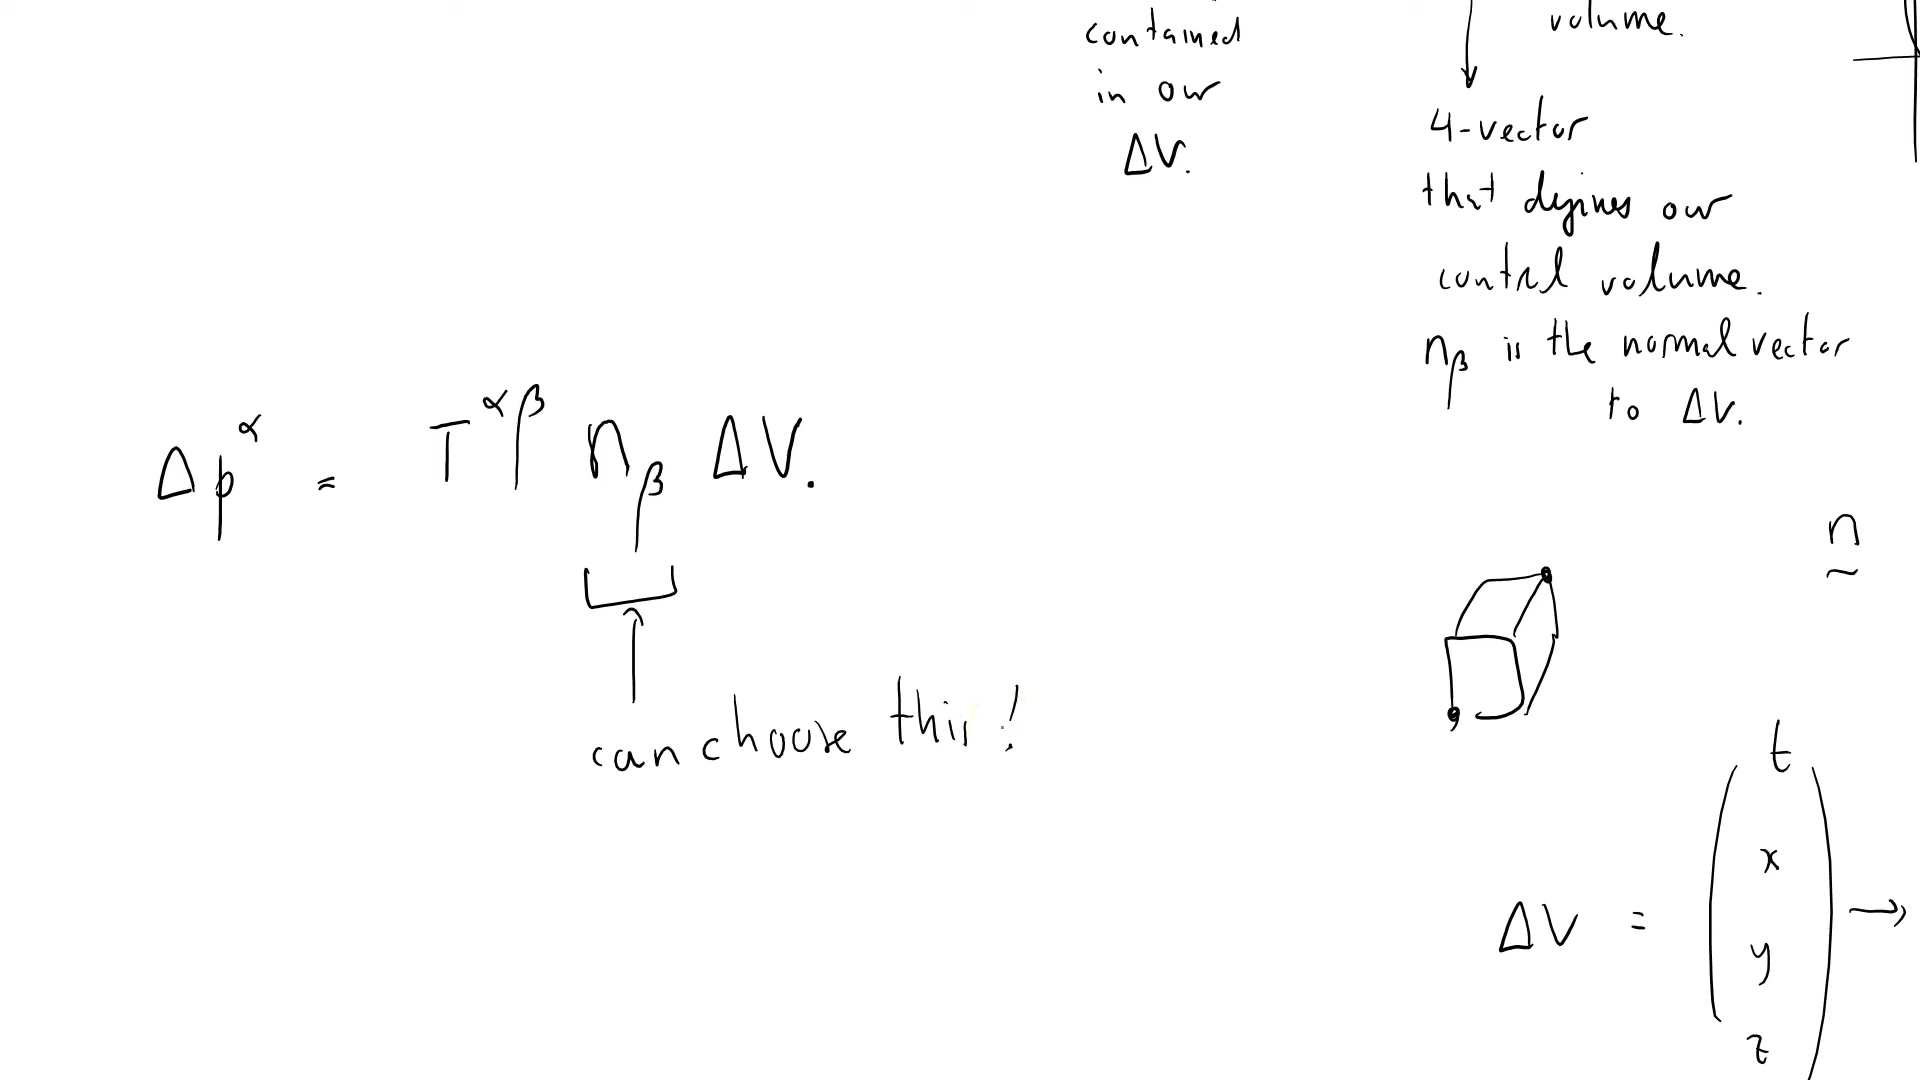 contained
in our
ΔV.
volume.
4-vector
that defines our
control volume.
n_β is the normal vector
to ΔV.
Δp^α = T^{αβ} n_β ΔV.
can choose this!
n
~
ΔV = ( t
x
y
z ) →